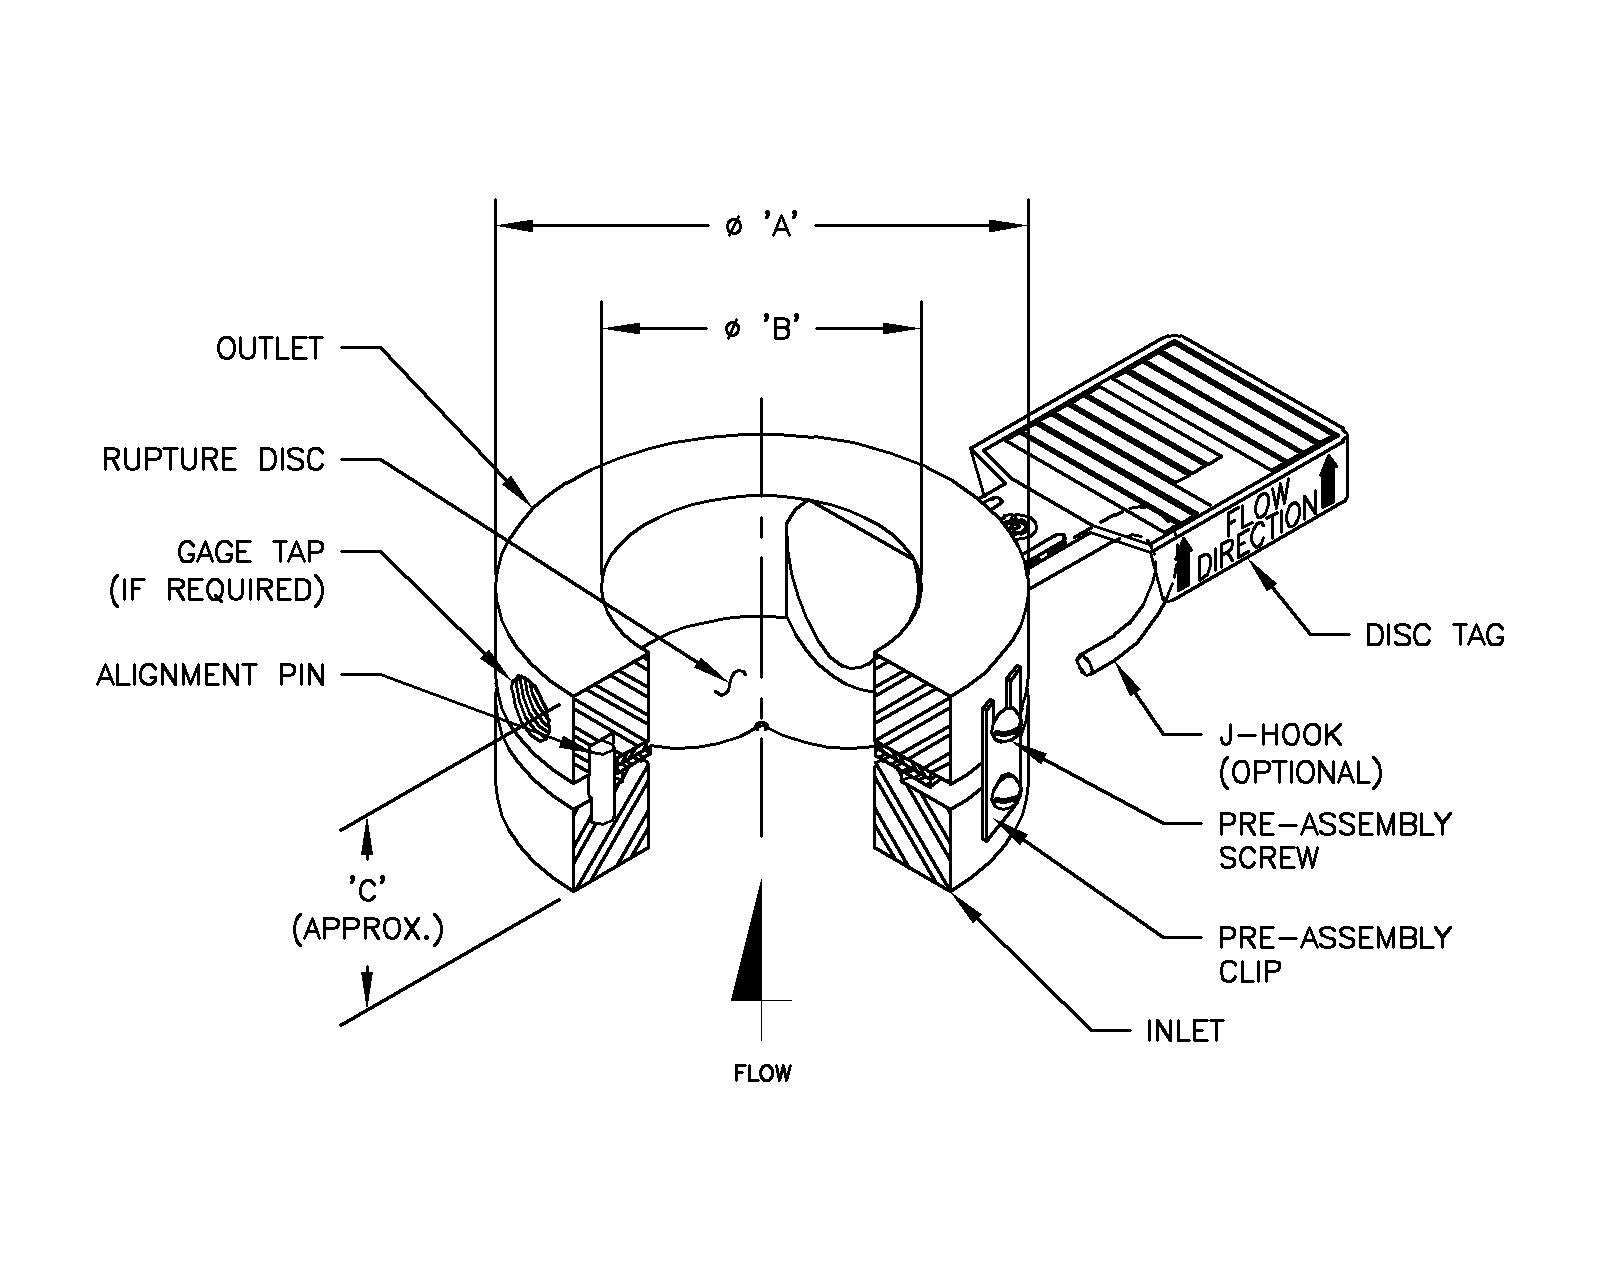 ø 'A'
ø 'B'
OUTLET
RUPTURE DISC
GAGE TAP
(IF REQUIRED)
ALIGNMENT PIN
'C'
(APPROX.)
FLOW
FLOW
DIRECTION
DISC TAG
J-HOOK
(OPTIONAL)
PRE-ASSEMBLY
SCREW
PRE-ASSEMBLY
CLIP
INLET